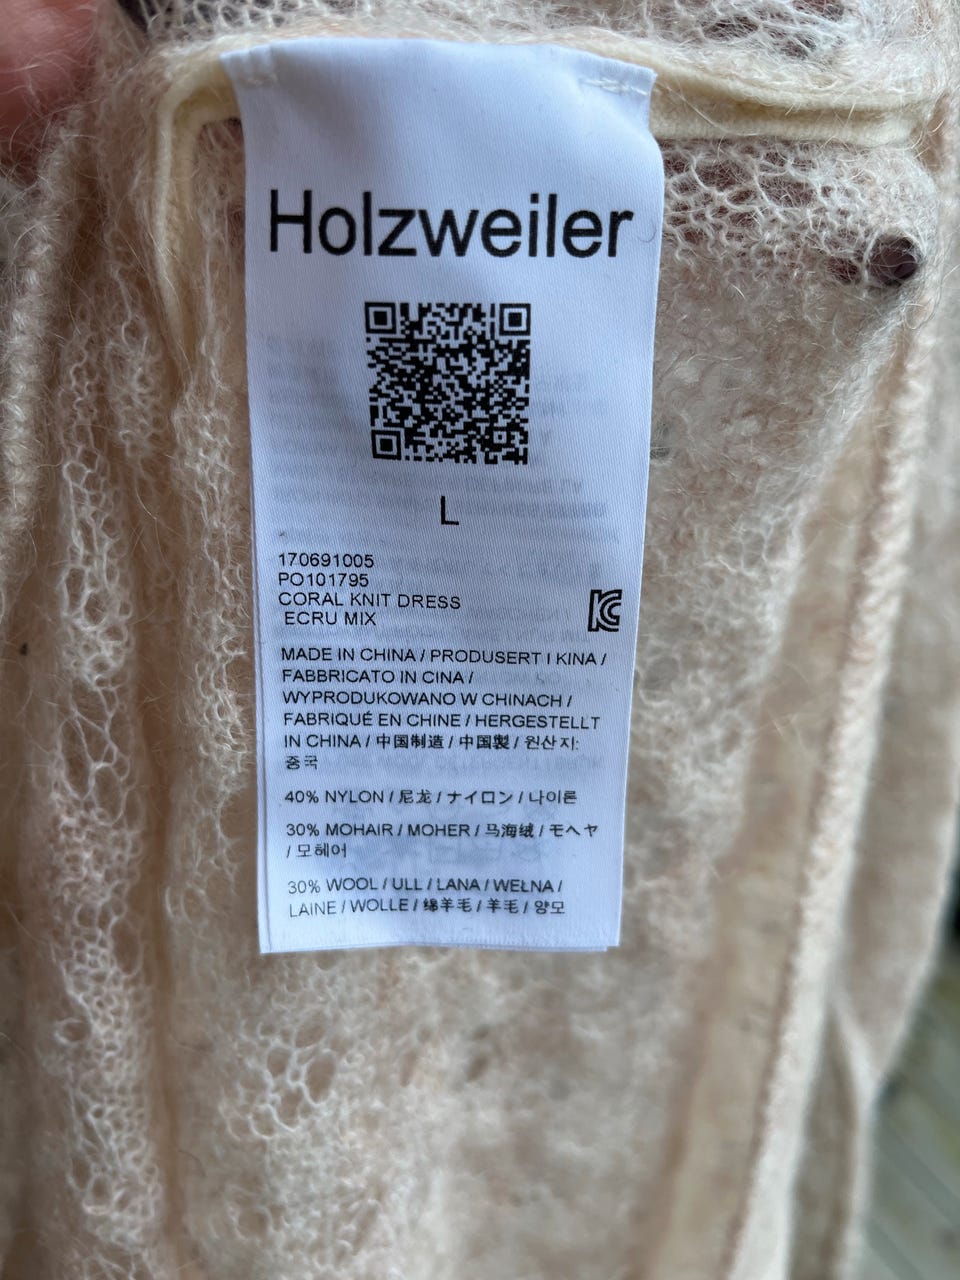 Holzweiler
L
170691005
PO101795
CORAL KNIT DRESS
ECRU MIX
MADE IN CHINA / PRODUSERT I KINA /
FABBRICATO IN CINA /
WYPRODUKOWANO W CHINACH /
FABRIQUÉ EN CHINE / HERGESTELLT
IN CHINA / 中国制造 / 中国製 / 원산지:
중국
40% NYLON / 尼龙 / ナイロン / 나이론
30% MOHAIR / MOHER / 马海绒 / モヘヤ
/ 모헤어
30% WOOL / ULL / LANA / WEŁNA /
LAINE / WOLLE / 绵羊毛 / 羊毛 / 양모